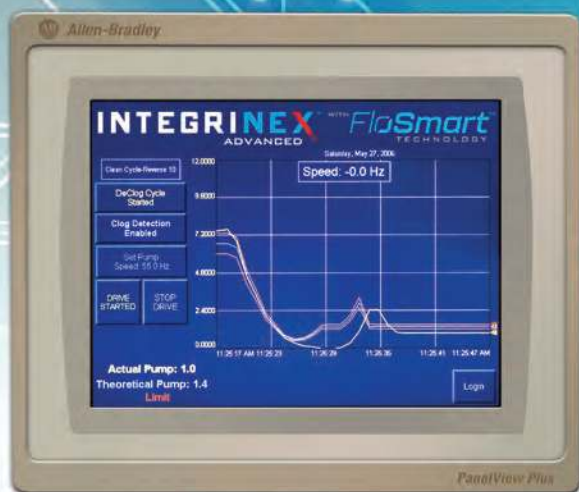 Allen-Bradley
INTEGRINEX WITH FloSmart
ADVANCED TECHNOLOGY
Saturday, May 27, 2006
Clean Cycle-Reverse 10
Speed: -0.0 Hz
DeClog Cycle
Started
Clog Detection
Enabled
Set Pump
Speed: 55.0 Hz
DRIVE
STARTED
STOP
DRIVE
12.0000
9.6000
7.2000
4.8000
2.4000
0.0000
11:25:17 AM 11:25:23 11:25:29 11:25:35 11:25:41 11:25:47 AM
Actual Pump: 1.0
Theoretical Pump: 1.4
Limit
Login
PanelView Plus